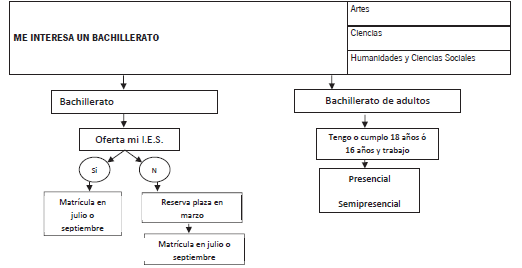 ME INTERESA UN BACHILLERATO
Artes
Ciencias
Humanidades y Ciencias Sociales
Bachillerato
Bachillerato de adultos
Oferta mi I.E.S.
Tengo o cumplo 18 años ó
16 años y trabajo
Si
N
Presencial
Semipresencial
Matrícula en
julio o
septiembre
Reserva plaza en
marzo
Matrícula en julio o
septiembre